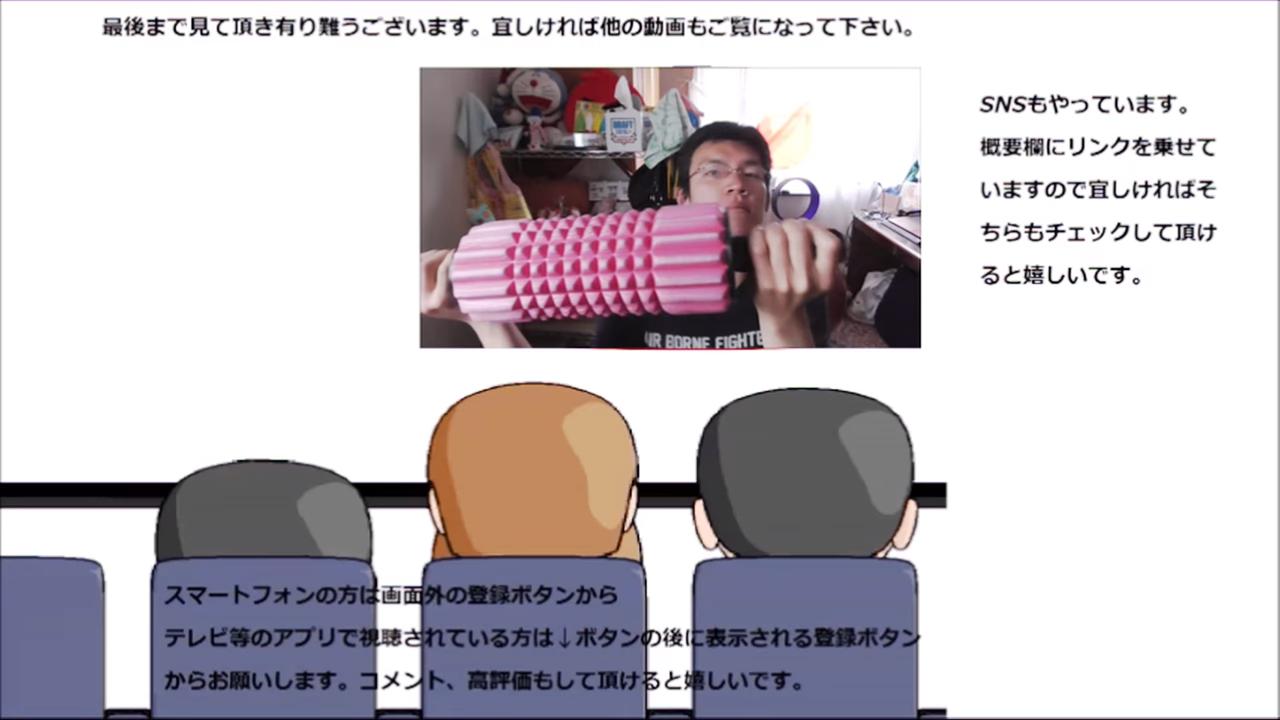 最後まで見て頂き有り難うございます。宜しければ他の動画もご覧になって下さい。
SNSもやっています。
概要欄にリンクを乗せて
いますので宜しければそ
ちらもチェックして頂け
ると嬉しいです。
AIR BORNE FIGHTE
スマートフォンの方は画面外の登録ボタンから
テレビ等のアプリで視聴されている方は↓ボタンの後に表示される登録ボタン
からお願いします。コメント、高評価もして頂けると嬉しいです。